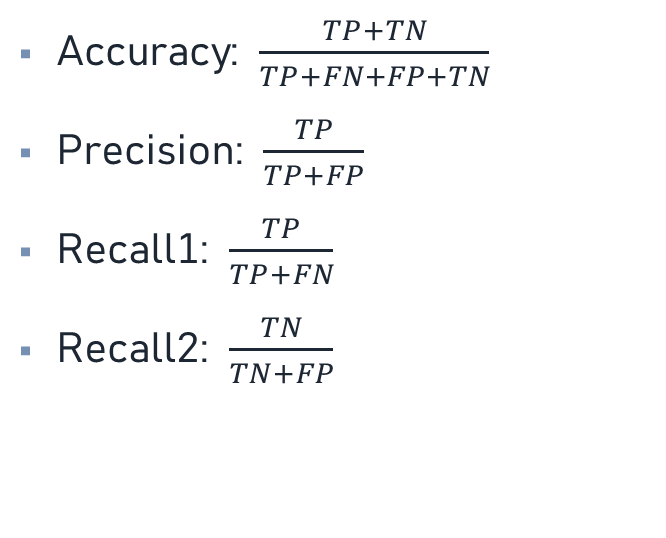 ▪ Accuracy: TP+TN / TP+FN+FP+TN
▪ Precision: TP / TP+FP
▪ Recall1: TP / TP+FN
▪ Recall2: TN / TN+FP